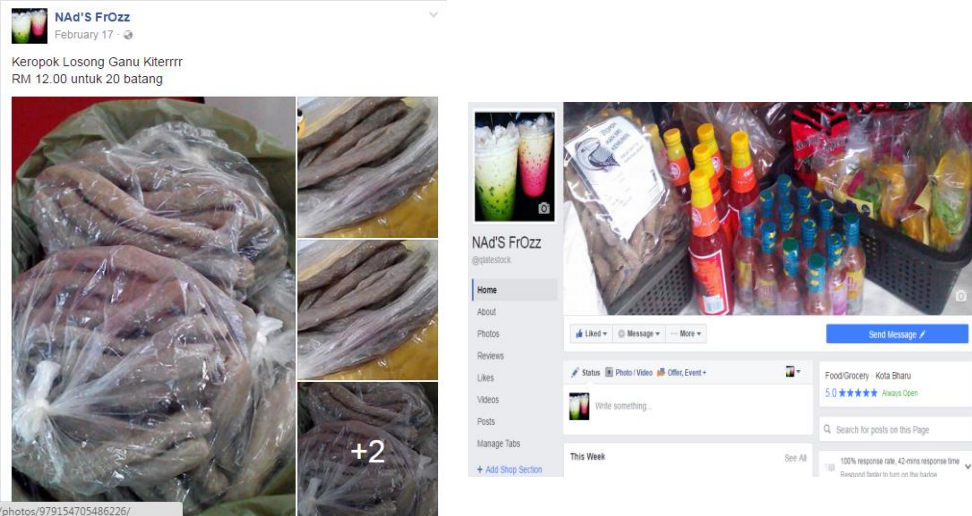 NAd'S FrOzz
February 17 ·
Keropok Losong Ganu Kiterrrr
RM 12.00 untuk 20 batang
+2
/photos/979154705486226/
NAd'S FrOzz
@qlatestock
Home
About
Photos
Reviews
Likes
Videos
Posts
Manage Tabs
+ Add Shop Section
Liked
Message
More
Send Message
Status
Photo / Video
Offer, Event +
Write something...
This Week
See All
Food/Grocery · Kota Bharu
5.0 ★★★★★ Always Open
Search for posts on this Page
100% response rate, 42-mins response time
Respond faster to turn on the badge